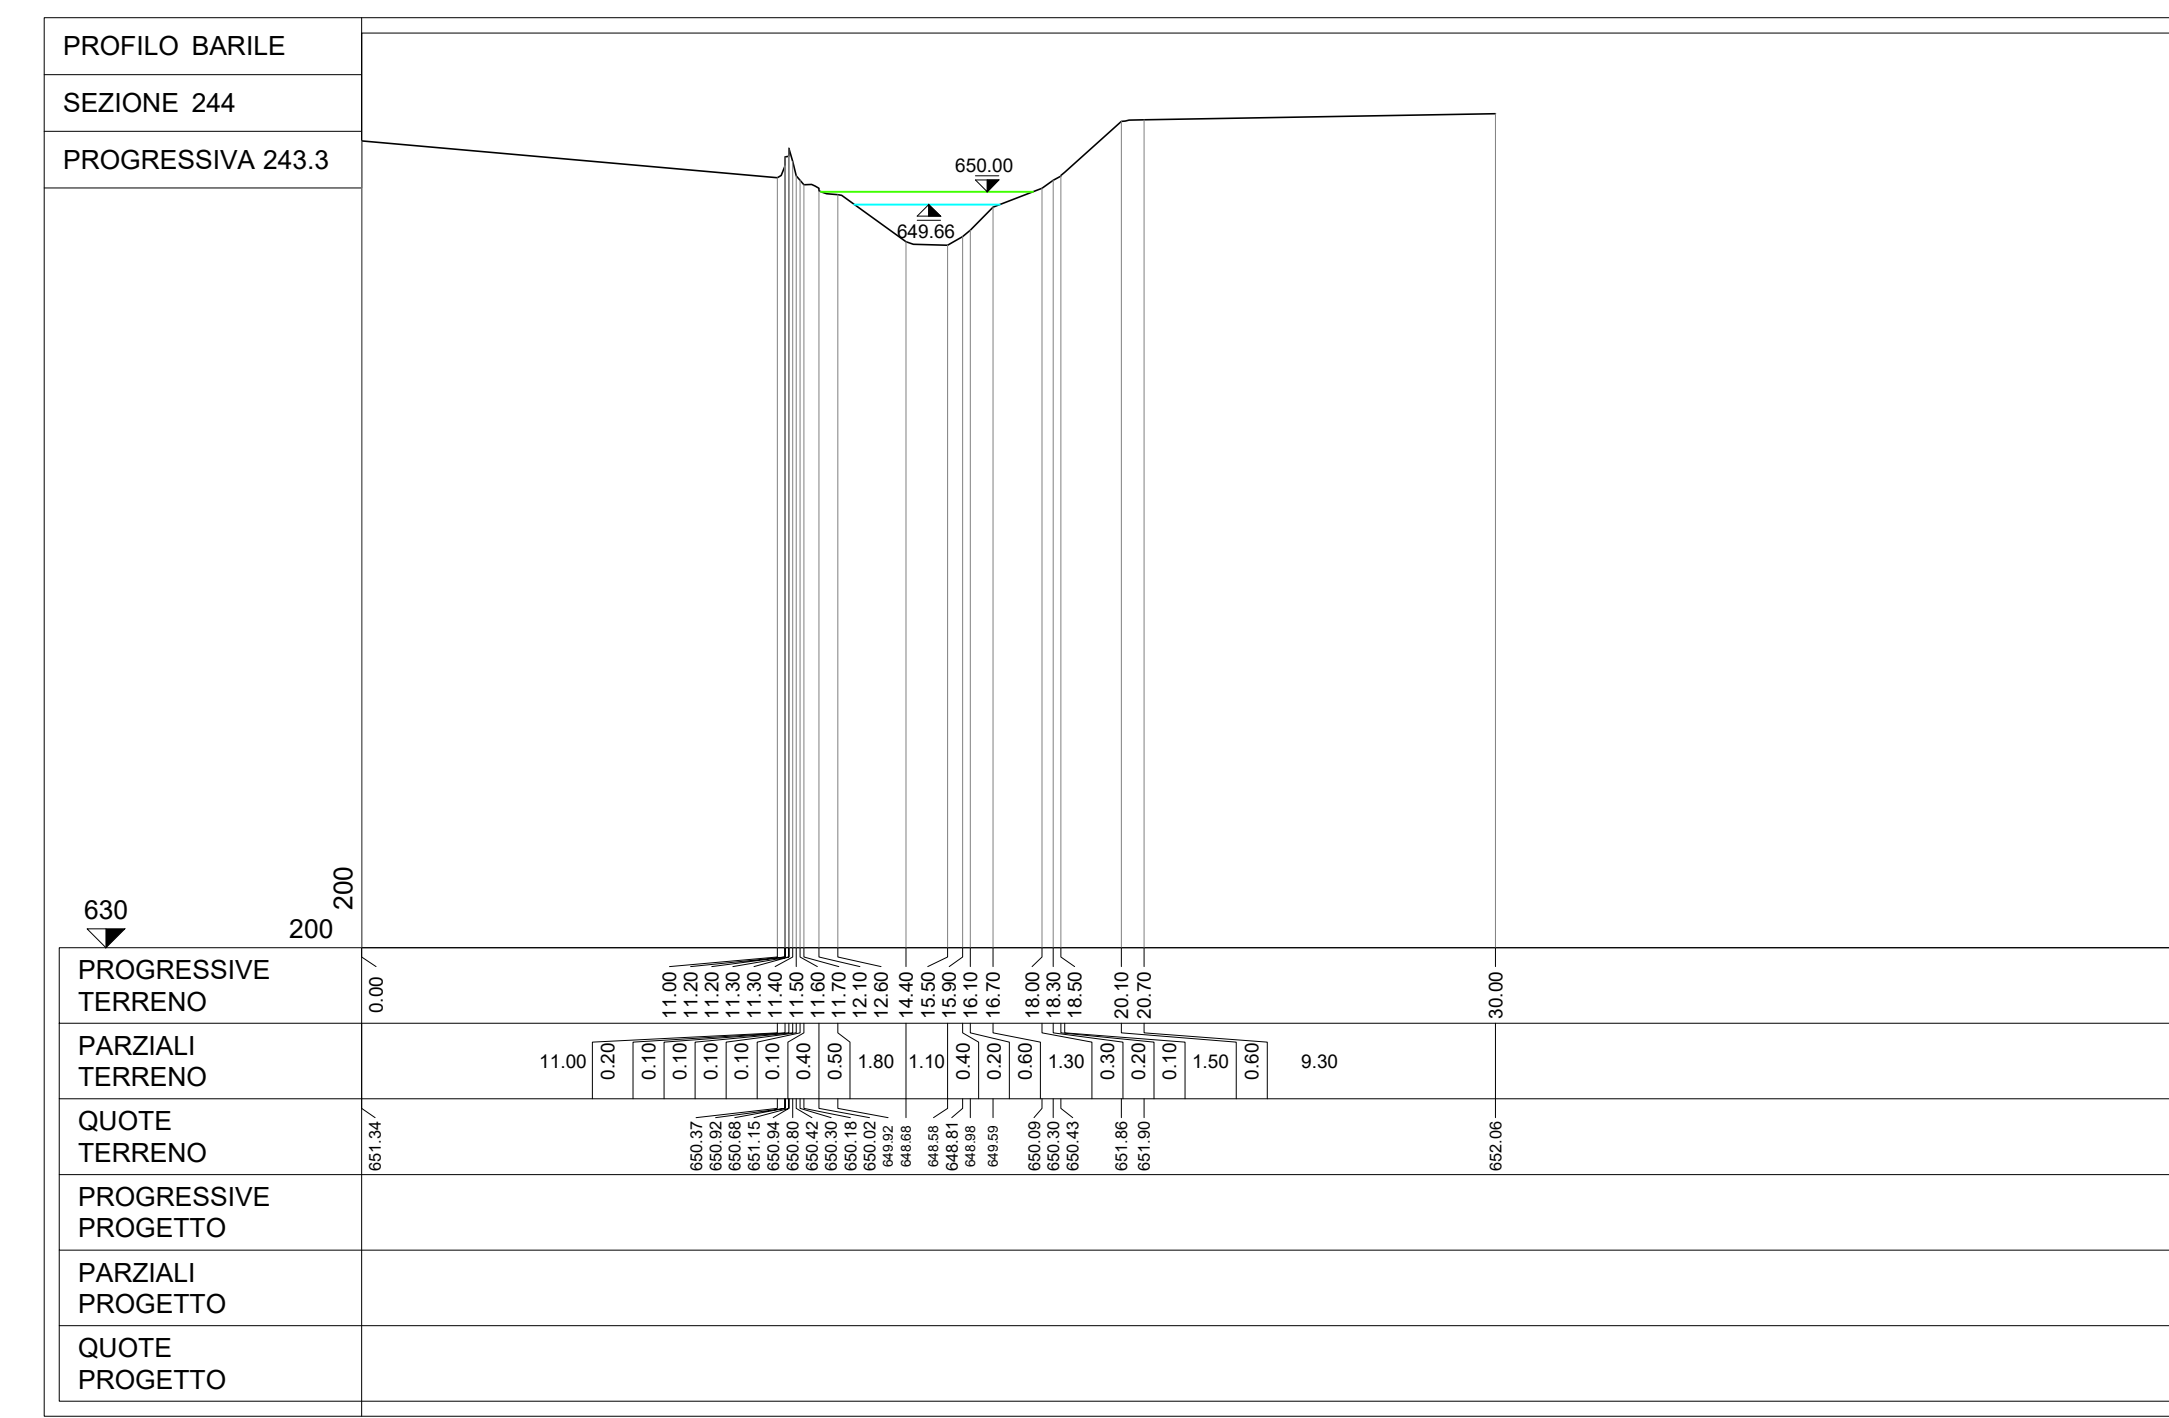 PROFILO BARILE
SEZIONE 244
PROGRESSIVA 243.3
650.00
649.66
200
630
200
PROGRESSIVE
TERRENO
0.00 11.00 11.20 11.20 11.30 11.30 11.40 11.50 11.60 11.70 12.10 12.60 14.40 15.50 15.90 16.10 16.70 18.00 18.30 18.50 20.10 20.70 30.00
PARZIALI
TERRENO
11.00 0.20 0.10 0.10 0.10 0.10 0.10 0.40 0.50 1.80 1.10 0.40 0.20 0.60 1.30 0.30 0.20 0.10 1.50 0.60 9.30
QUOTE
TERRENO
651.34 650.37 650.92 650.68 651.15 650.94 650.80 650.42 650.30 650.18 650.02 649.92 648.68 648.58 648.81 648.98 649.59 650.09 650.30 650.43 651.86 651.90 652.06
PROGRESSIVE
PROGETTO
PARZIALI
PROGETTO
QUOTE
PROGETTO